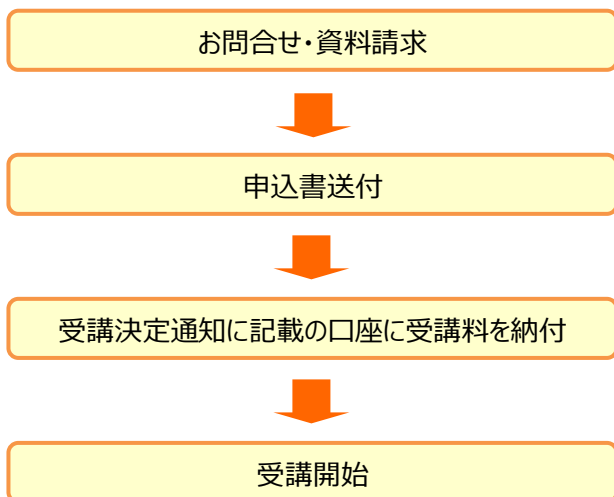 お問合せ・資料請求
申込書送付
受講決定通知に記載の口座に受講料を納付
受講開始